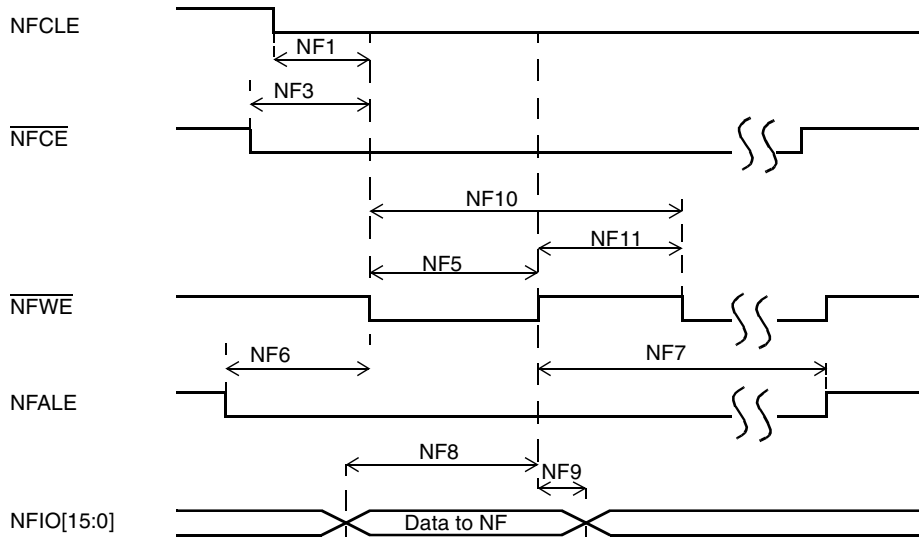 NFCLE
NF1
NF3
NFCE
NF10
NF11
NF5
NFWE
NF6
NF7
NFALE
NF8
NF9
NFIO[15:0]
Data to NF